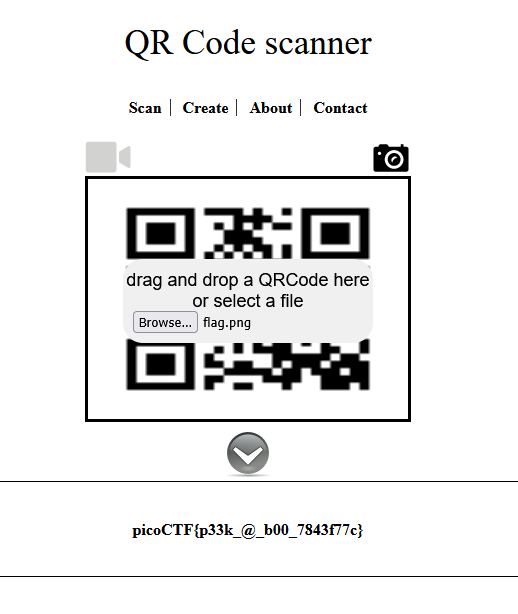 QR Code scanner
Scan | Create | About | Contact
drag and drop a QRCode here
or select a file
Browse... flag.png
picoCTF{p33k_@_b00_7843f77c}